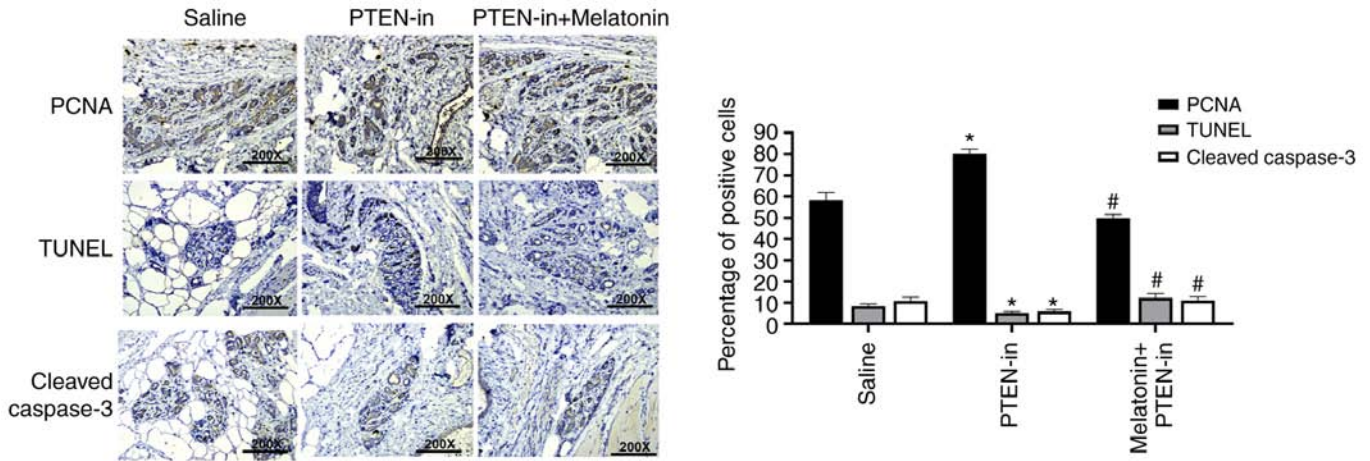 Saline PTEN-in PTEN-in+Melatonin
PCNA
200X 200X 200X
TUNEL
200X 200X 200X
Cleaved
caspase-3
200X 200X 200X
PCNA
TUNEL
Cleaved caspase-3
Percentage of positive cells
90
80
70
60
50
40
30
20
10
0
*
* *
#
# #
Saline
PTEN-in
Melatonin+
PTEN-in